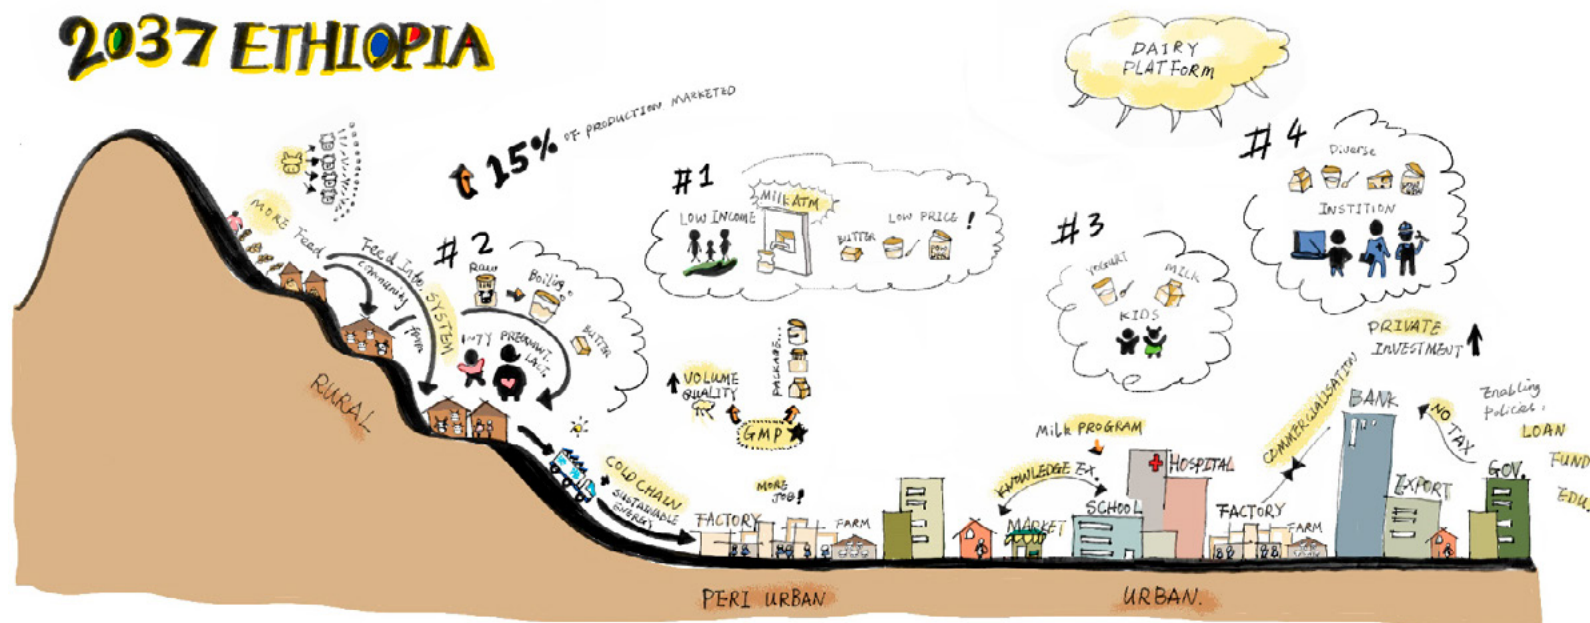 2037 ETHIOPIA
DAIRY
PLATFORM
15% OF PRODUCTION MARKETED
MORE Feed
Feed Info. SYSTEM
community farm
RURAL
#2
Raw
Boiling
BUTTER
PREGNANT.
LACT.
#1
LOW INCOME
Milk ATM
BUTTER
LOW PRICE!
VOLUME
QUALITY
PACKAGE...
GMP
COLD CHAIN
SUSTAINABLE
ENERGY
MORE
JOB!
FACTORY
FARM
PERI URBAN
#3
YOGURT
MILK
KIDS
Milk PROGRAM
KNOWLEDGE EX.
MARKET
SCHOOL
HOSPITAL
FACTORY
FARM
URBAN.
#4
Diverse
INSTITION
PRIVATE
INVESTMENT
COMMERCIALISATION
BANK
EXPORT
NO
TAX
GOV.
Enabling
policies.
LOAN
FUND
EDU.